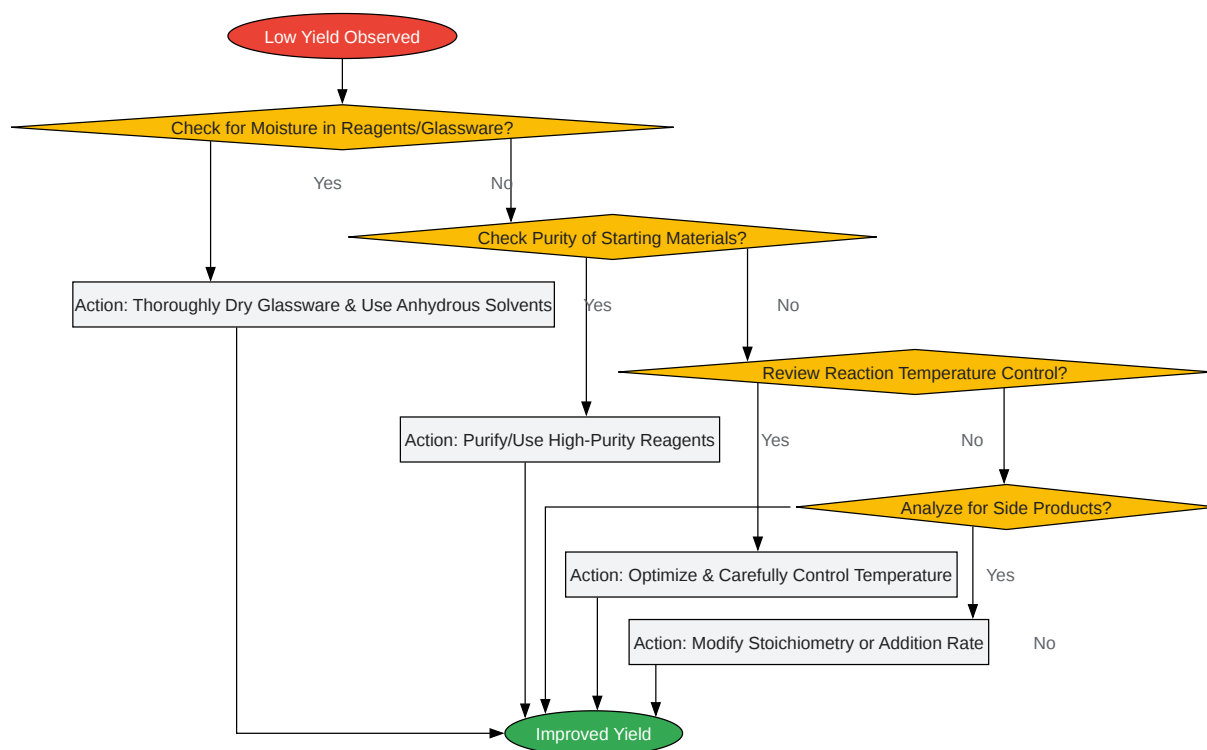 Low Yield Observed
Check for Moisture in Reagents/Glassware?
Yes
No
Check Purity of Starting Materials?
Action: Thoroughly Dry Glassware & Use Anhydrous Solvents
Yes
No
Review Reaction Temperature Control?
Action: Purify/Use High-Purity Reagents
Yes
No
Analyze for Side Products?
Action: Optimize & Carefully Control Temperature
Yes
Action: Modify Stoichiometry or Addition Rate
No
Improved Yield